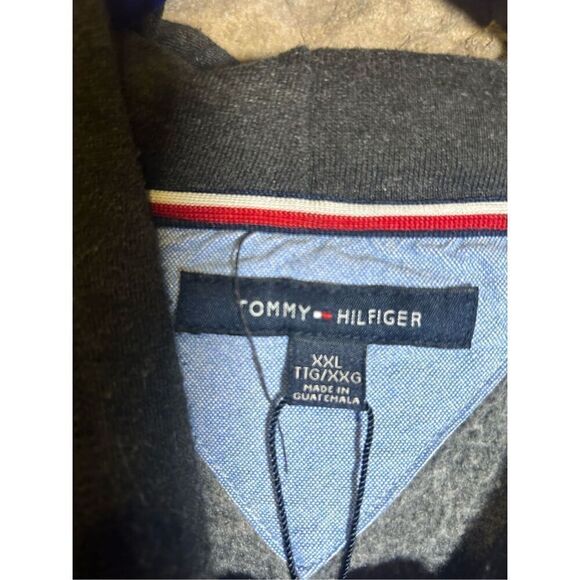 TOMMY HILFIGER
XXL
TTG/XXG
MADE IN
GUATEMALA